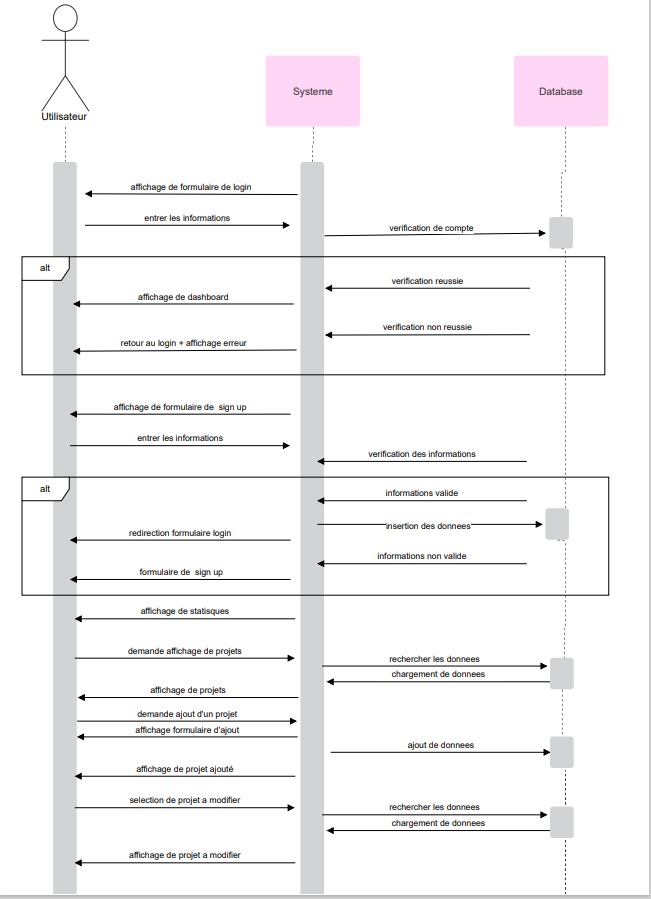 Utilisateur
Systeme
Database
affichage de formulaire de login
entrer les informations
verification de compte
alt
verification reussie
affichage de dashboard
verification non reussie
retour au login + affichage erreur
affichage de formulaire de sign up
entrer les informations
verification des informations
alt
informations valide
insertion des donnees
redirection formulaire login
informations non valide
formulaire de sign up
affichage de statisques
demande affichage de projets
rechercher les donnees
chargement de donnees
affichage de projets
demande ajout d'un projet
affichage formulaire d'ajout
ajout de donnees
affichage de projet ajouté
selection de projet a modifier
rechercher les donnees
chargement de donnees
affichage de projet a modifier